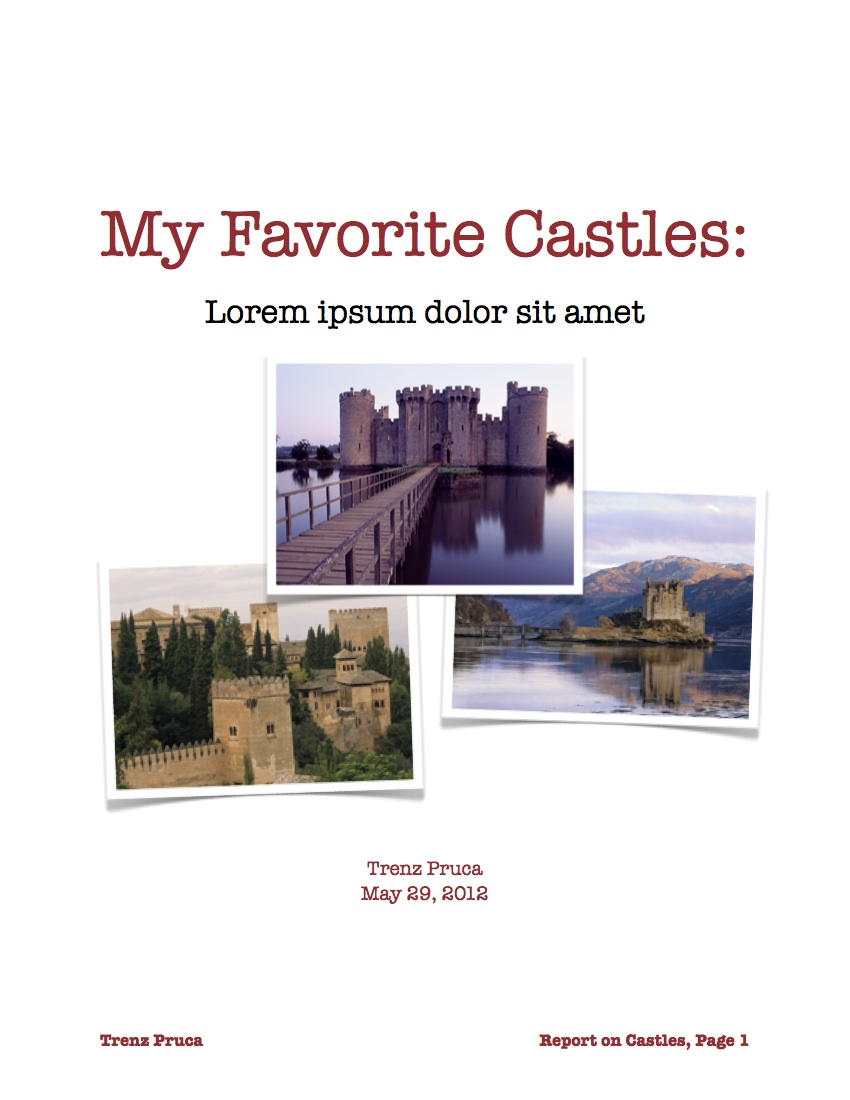 My Favorite Castles:
Lorem ipsum dolor sit amet
Trenz Pruca
May 29, 2012
Trenz Pruca
Report on Castles, Page 1